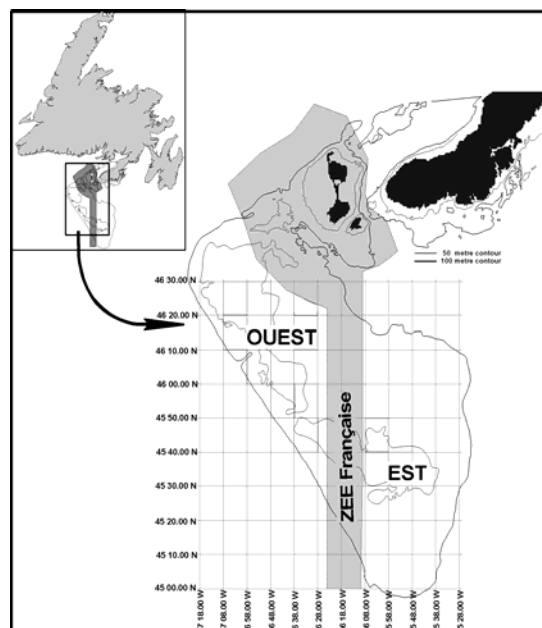 50 metre contour
100 metre contour
46 30.00 N
46 20.00 N
46 10.00 N
46 00.00 N
45 50.00 N
45 40.00 N
45 30.00 N
45 20.00 N
45 10.00 N
45 00.00 N
OUEST
EST
ZEE Française
7 18.00 W
7 08.00 W
6 58.00 W
6 48.00 W
6 38.00 W
6 28.00 W
6 18.00 W
6 08.00 W
5 58.00 W
5 48.00 W
5 38.00 W
5 28.00 W